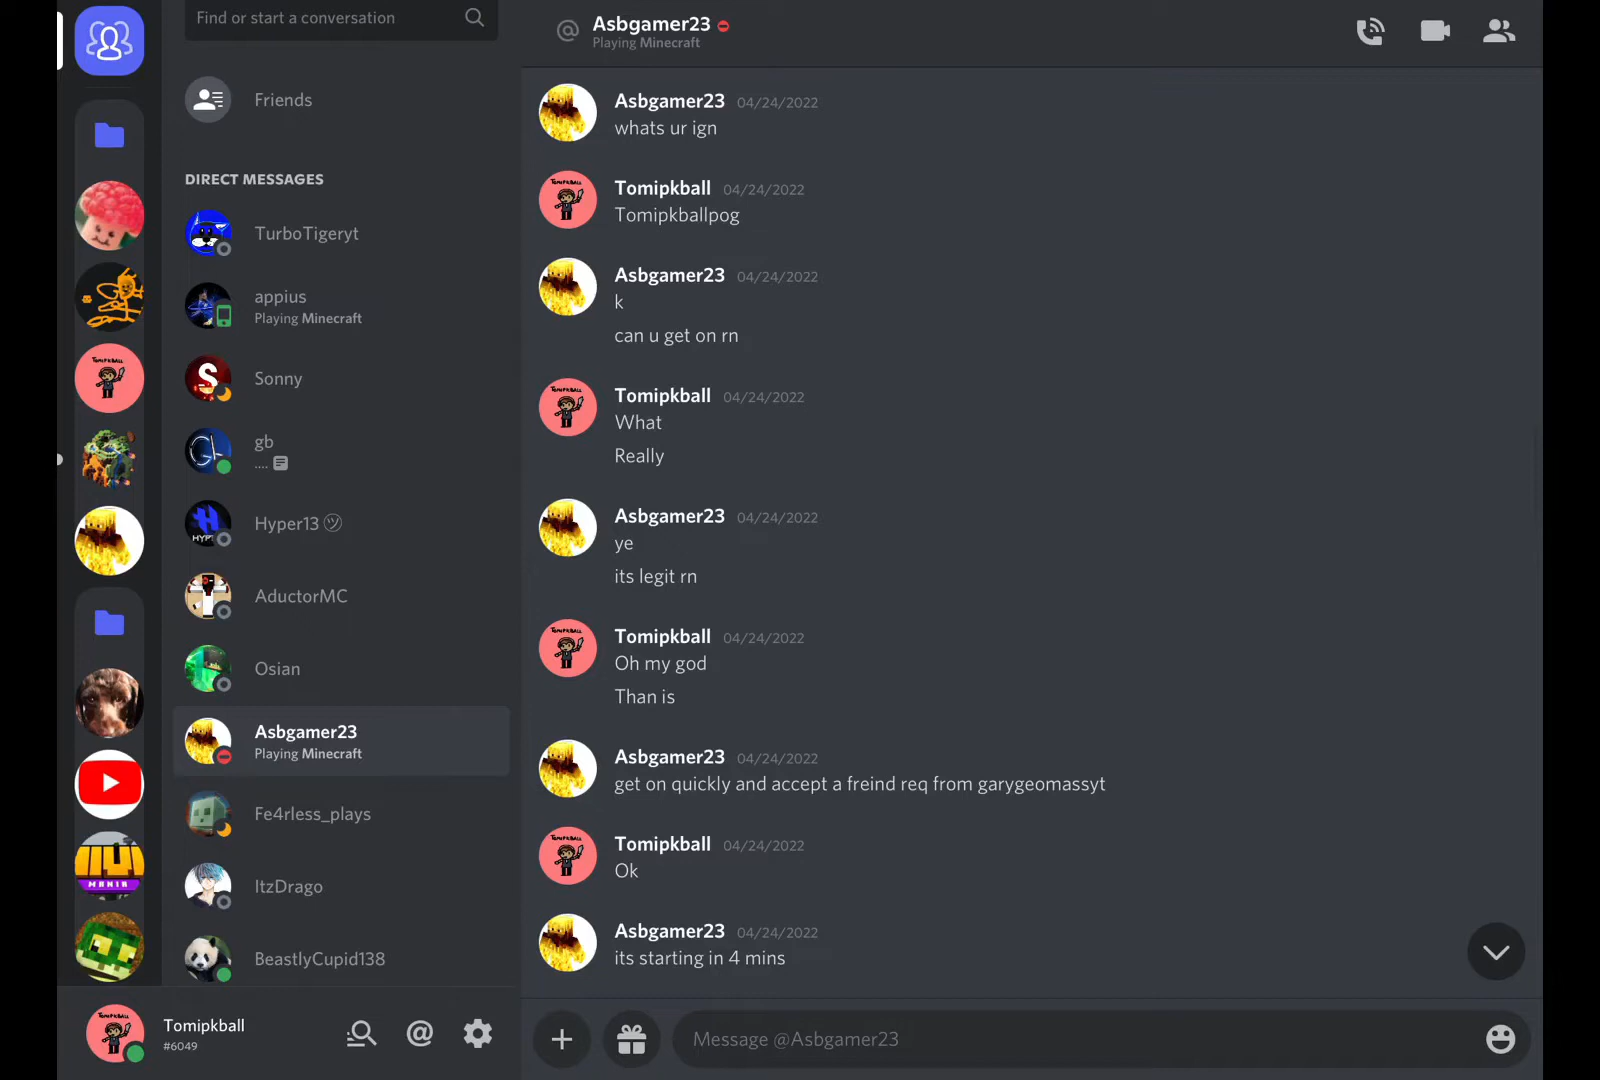 Find or start a conversation
Friends
DIRECT MESSAGES
TurboTigeryt
appius
Playing Minecraft
Sonny
gb
....
Hyper13 ツ
AductorMC
Osian
Asbgamer23
Playing Minecraft
Fe4rless_plays
ItzDrago
BeastlyCupid138
Tomipkball
#6049
MANIA
Asbgamer23
Playing Minecraft
Asbgamer23 04/24/2022
whats ur ign
Tomipkball 04/24/2022
Tomipkballpog
Asbgamer23 04/24/2022
k
can u get on rn
Tomipkball 04/24/2022
What
Really
Asbgamer23 04/24/2022
ye
its legit rn
Tomipkball 04/24/2022
Oh my god
Than is
Asbgamer23 04/24/2022
get on quickly and accept a freind req from garygeomassyt
Tomipkball 04/24/2022
Ok
Asbgamer23 04/24/2022
its starting in 4 mins
Message @Asbgamer23